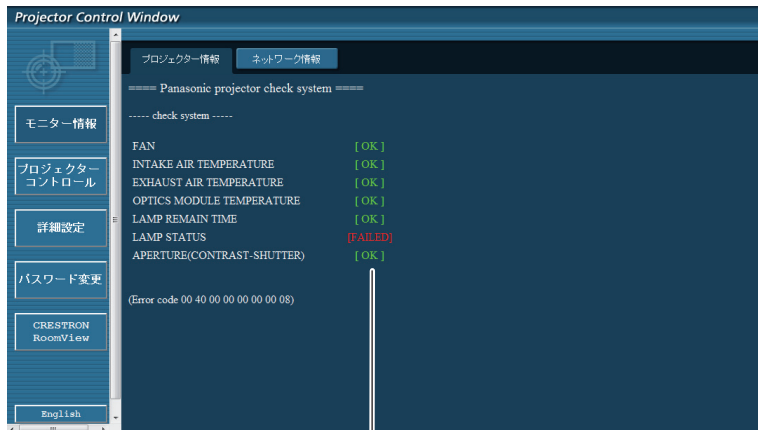 Projector Control Window
プロジェクター情報
ネットワーク情報
==== Panasonic projector check system ====
----- check system -----
モニター情報
プロジェクター
コントロール
詳細設定
パスワード変更
CRESTRON
RoomView
English
FAN [ OK ]
INTAKE AIR TEMPERATURE [ OK ]
EXHAUST AIR TEMPERATURE [ OK ]
OPTICS MODULE TEMPERATURE [ OK ]
LAMP REMAIN TIME [ OK ]
LAMP STATUS [FAILED]
APERTURE(CONTRAST-SHUTTER) [ OK ]
(Error code 00 40 00 00 00 00 00 08)